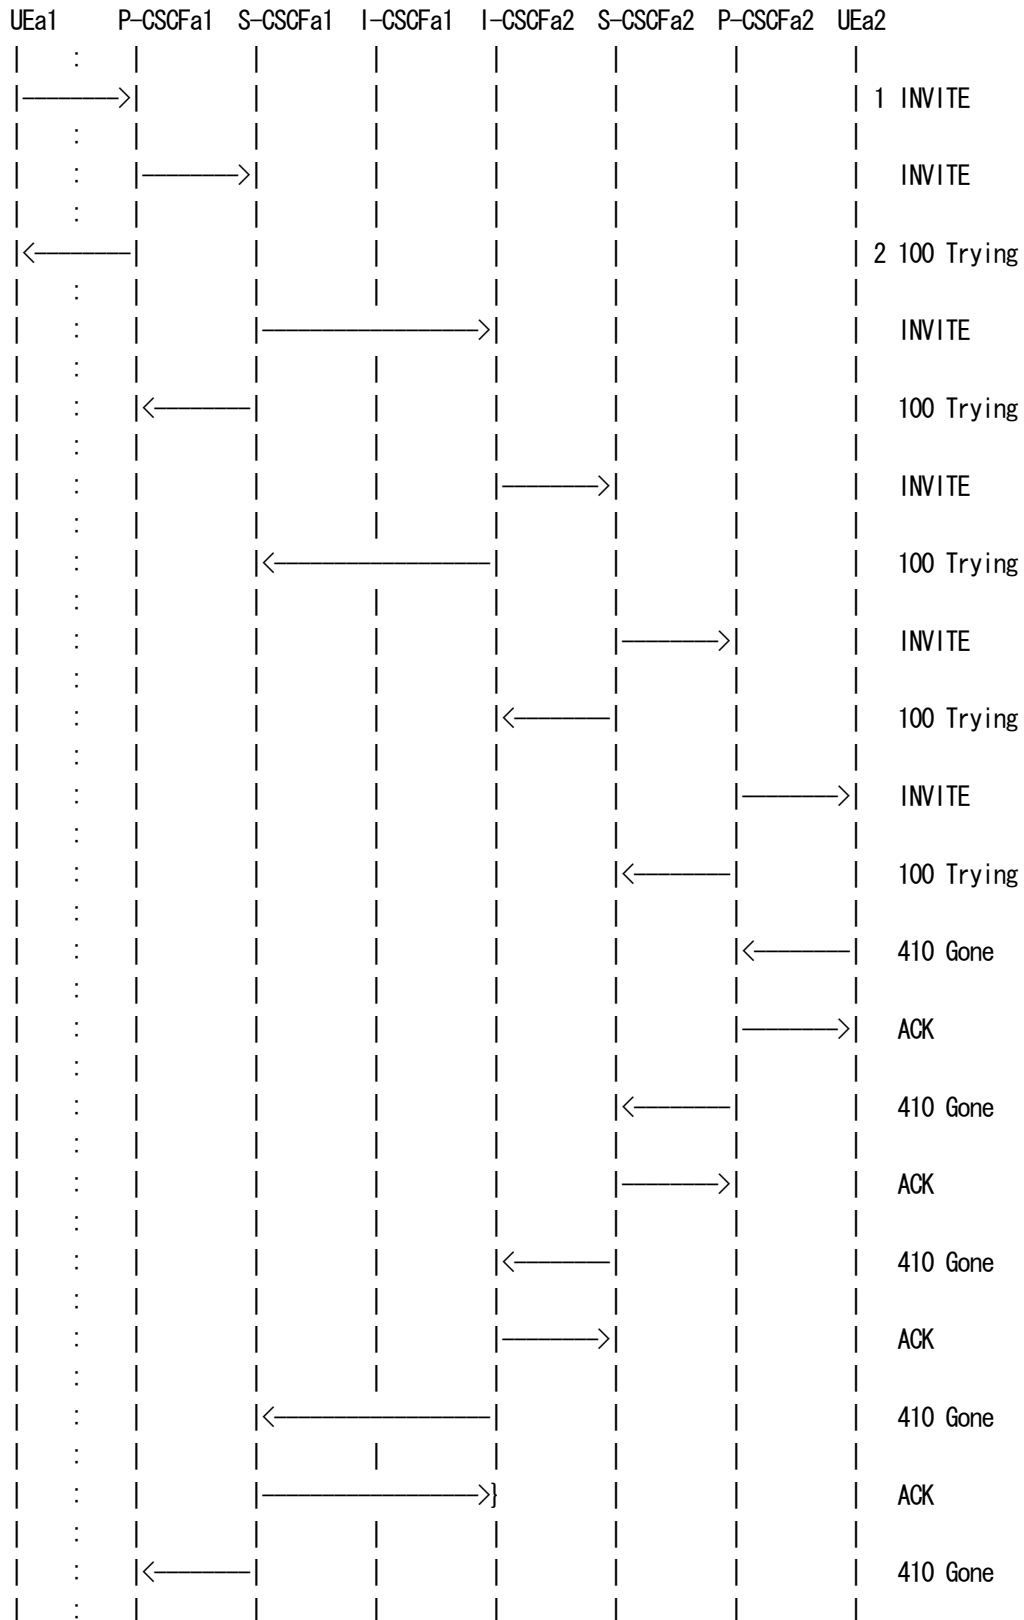 UEa1 P-CSCFa1 S-CSCFa1 I-CSCFa1 I-CSCFa2 S-CSCFa2 P-CSCFa2 UEa2
1 INVITE
INVITE
2 100 Trying
INVITE
100 Trying
INVITE
100 Trying
INVITE
100 Trying
INVITE
100 Trying
410 Gone
ACK
410 Gone
ACK
410 Gone
ACK
410 Gone
ACK
410 Gone